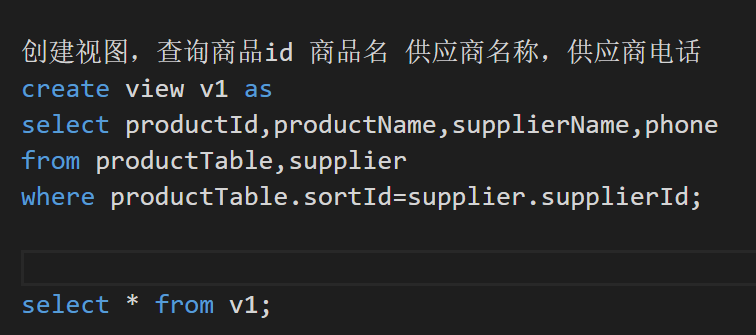 创建视图，查询商品id 商品名 供应商名称，供应商电话
create view v1 as
select productId,productName,supplierName,phone
from productTable,supplier
where productTable.sortId=supplier.supplierId;
select * from v1;